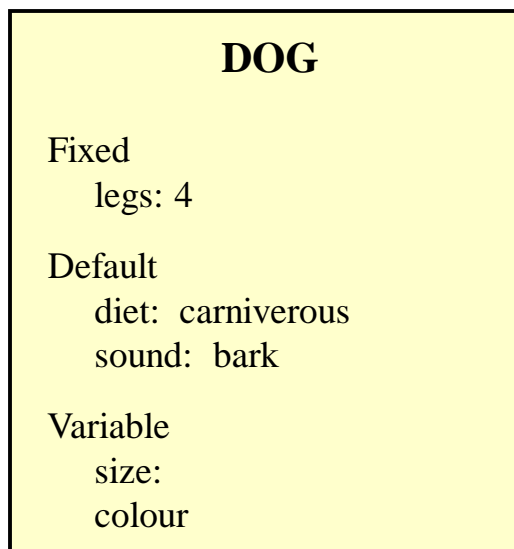 DOG
Fixed
legs: 4
Default
diet: carniverous
sound: bark
Variable
size:
colour